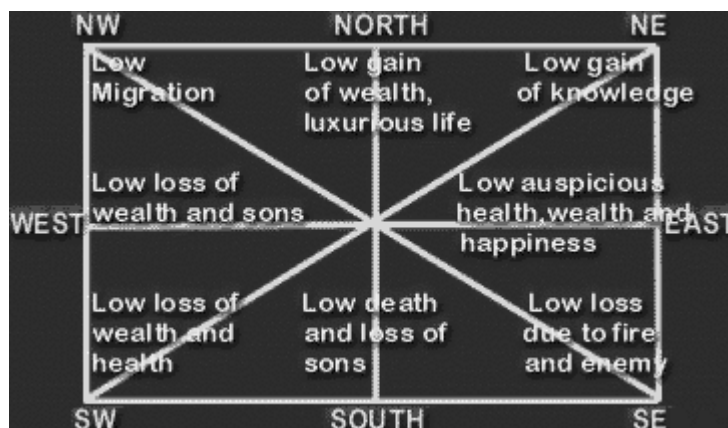 NW NORTH NE
Low
Migration
Low gain
of wealth,
luxurious life
Low gain
of knowledge
WEST
Low loss of
wealth and sons
Low auspicious
health,wealth and
happiness
EAST
Low loss of
wealth and
health
Low death
and loss of
sons
Low loss
due to fire
and enemy
SW SOUTH SE